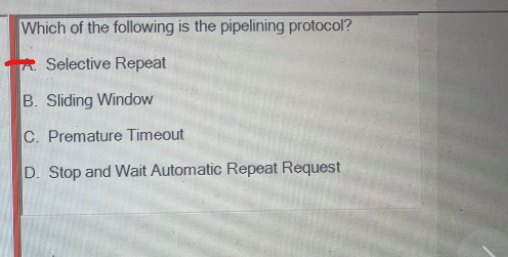 Which of the following is the pipelining protocol?
A. Selective Repeat
B. Sliding Window
C. Premature Timeout
D. Stop and Wait Automatic Repeat Request